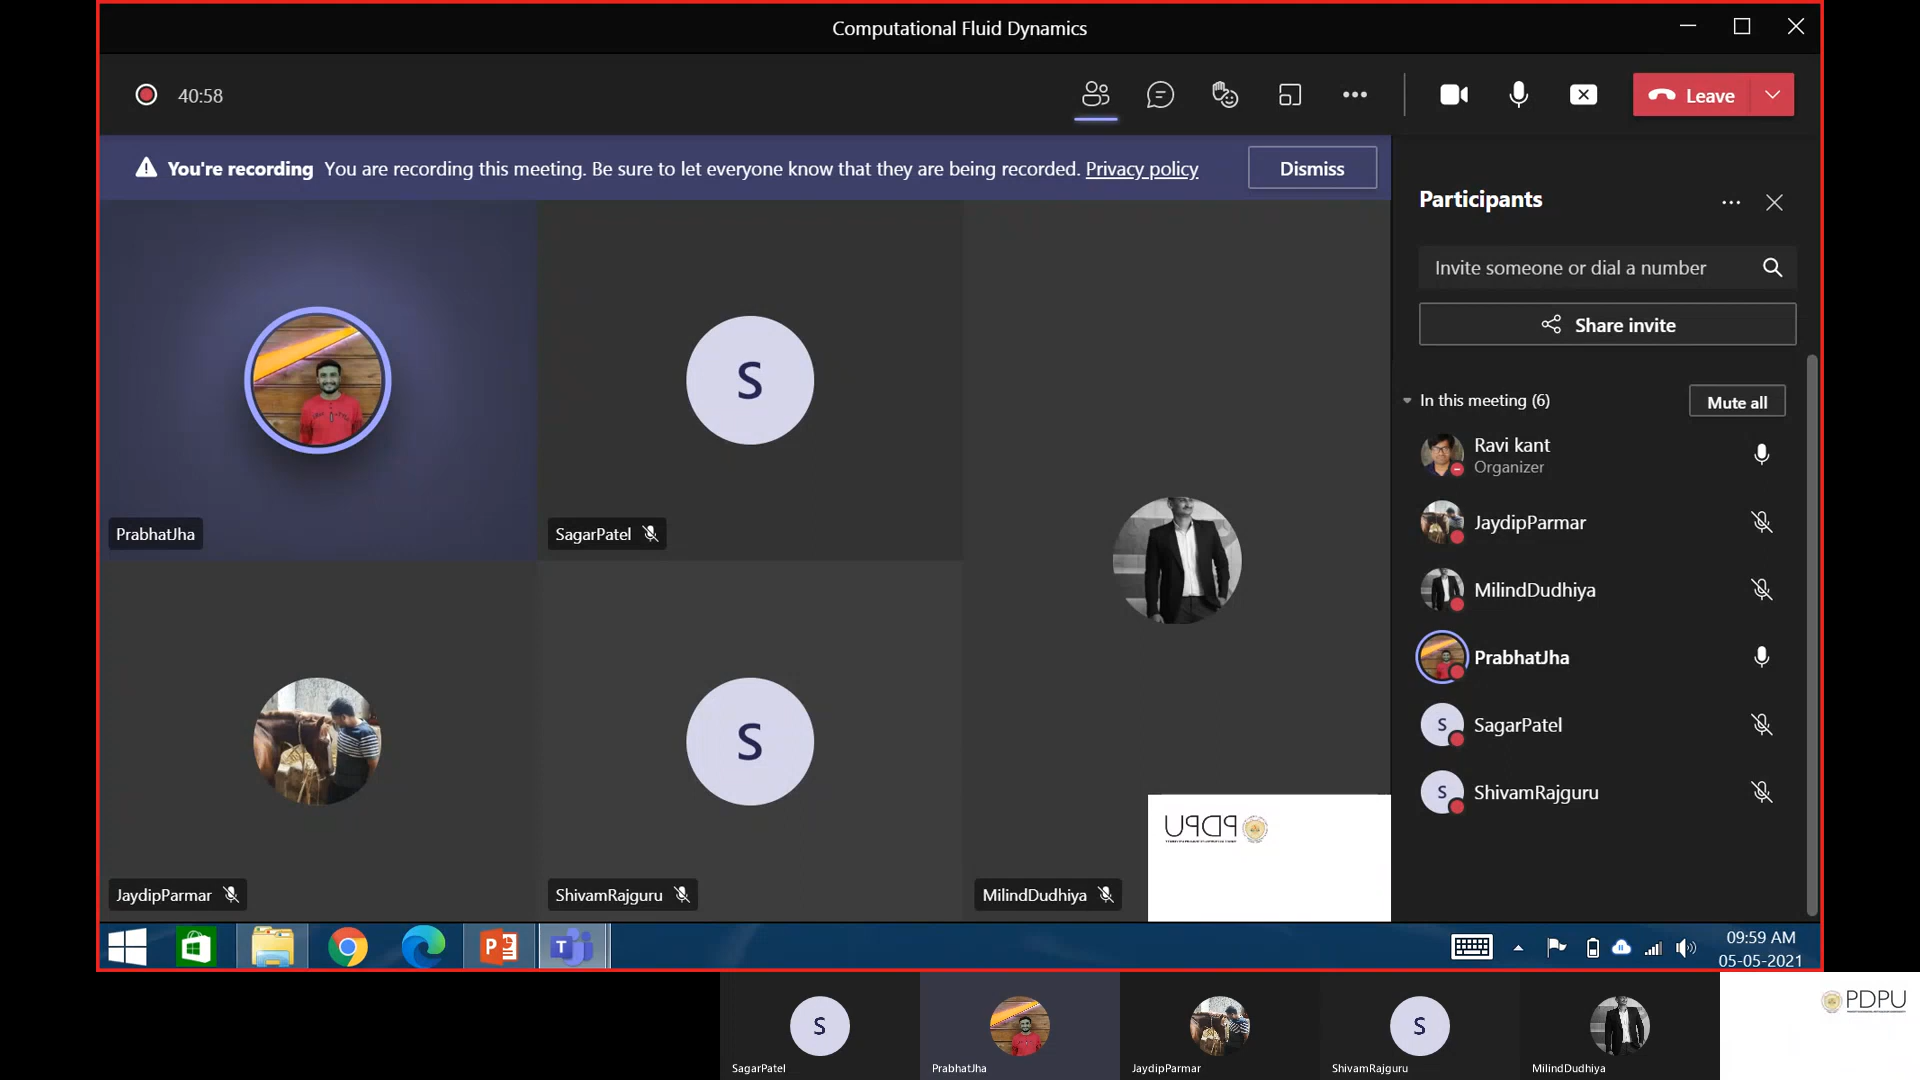 Computational Fluid Dynamics
40:58
Leave
You're recording You are recording this meeting. Be sure to let everyone know that they are being recorded. Privacy policy
Dismiss
Participants
Invite someone or dial a number
Share invite
In this meeting (6)
Mute all
Ravi kant
Organizer
JaydipParmar
MilindDudhiya
PrabhatJha
SagarPatel
ShivamRajguru
S
S
S
PrabhatJha
SagarPatel
S
JaydipParmar
ShivamRajguru
MilindDudhiya
PDPU
09:59 AM
05-05-2021
S
S
PDPU
SagarPatel
PrabhatJha
JaydipParmar
ShivamRajguru
MilindDudhiya